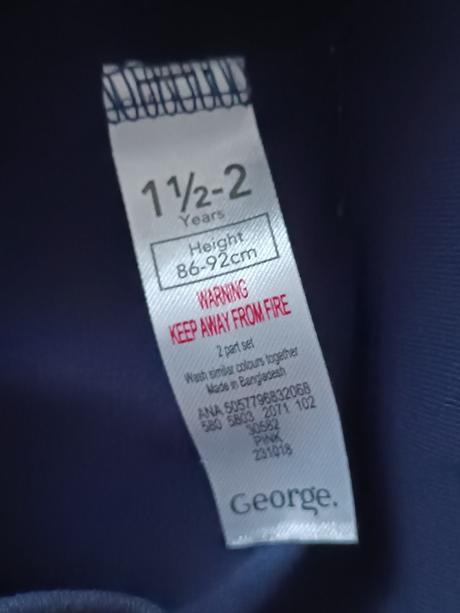 1½-2
Years
Height
86-92cm
WARNING
KEEP AWAY FROM FIRE
2 part set
Wash similar colours together
Made in Bangladesh
ANA 5057796832068
580 5803 2071 102
30582
PINK
231018
George.